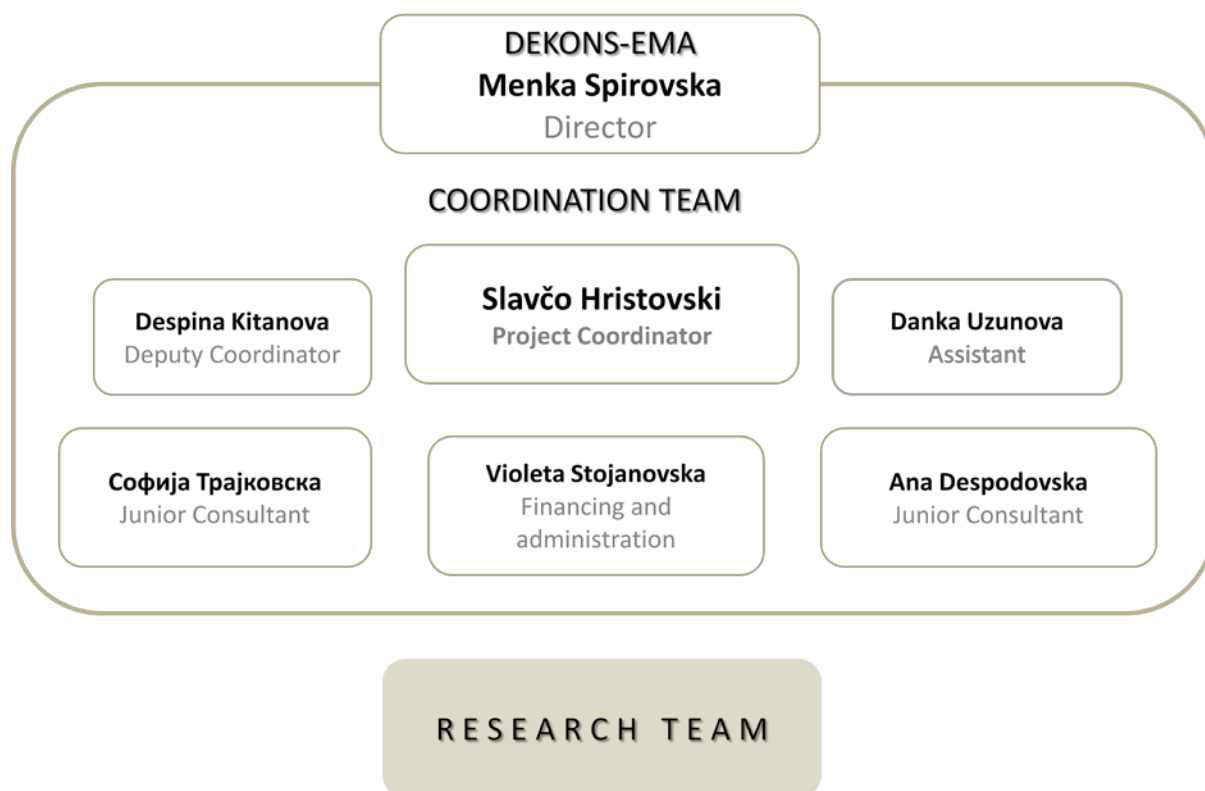 DEKONS-EMA
Menka Spirovska
Director
COORDINATION TEAM
Slavčo Hristovski
Project Coordinator
Despina Kitanova
Deputy Coordinator
Danka Uzunova
Assistant
Софија Трајковска
Junior Consultant
Violeta Stojanovska
Financing and
administration
Ana Despodovska
Junior Consultant
RESEARCH TEAM